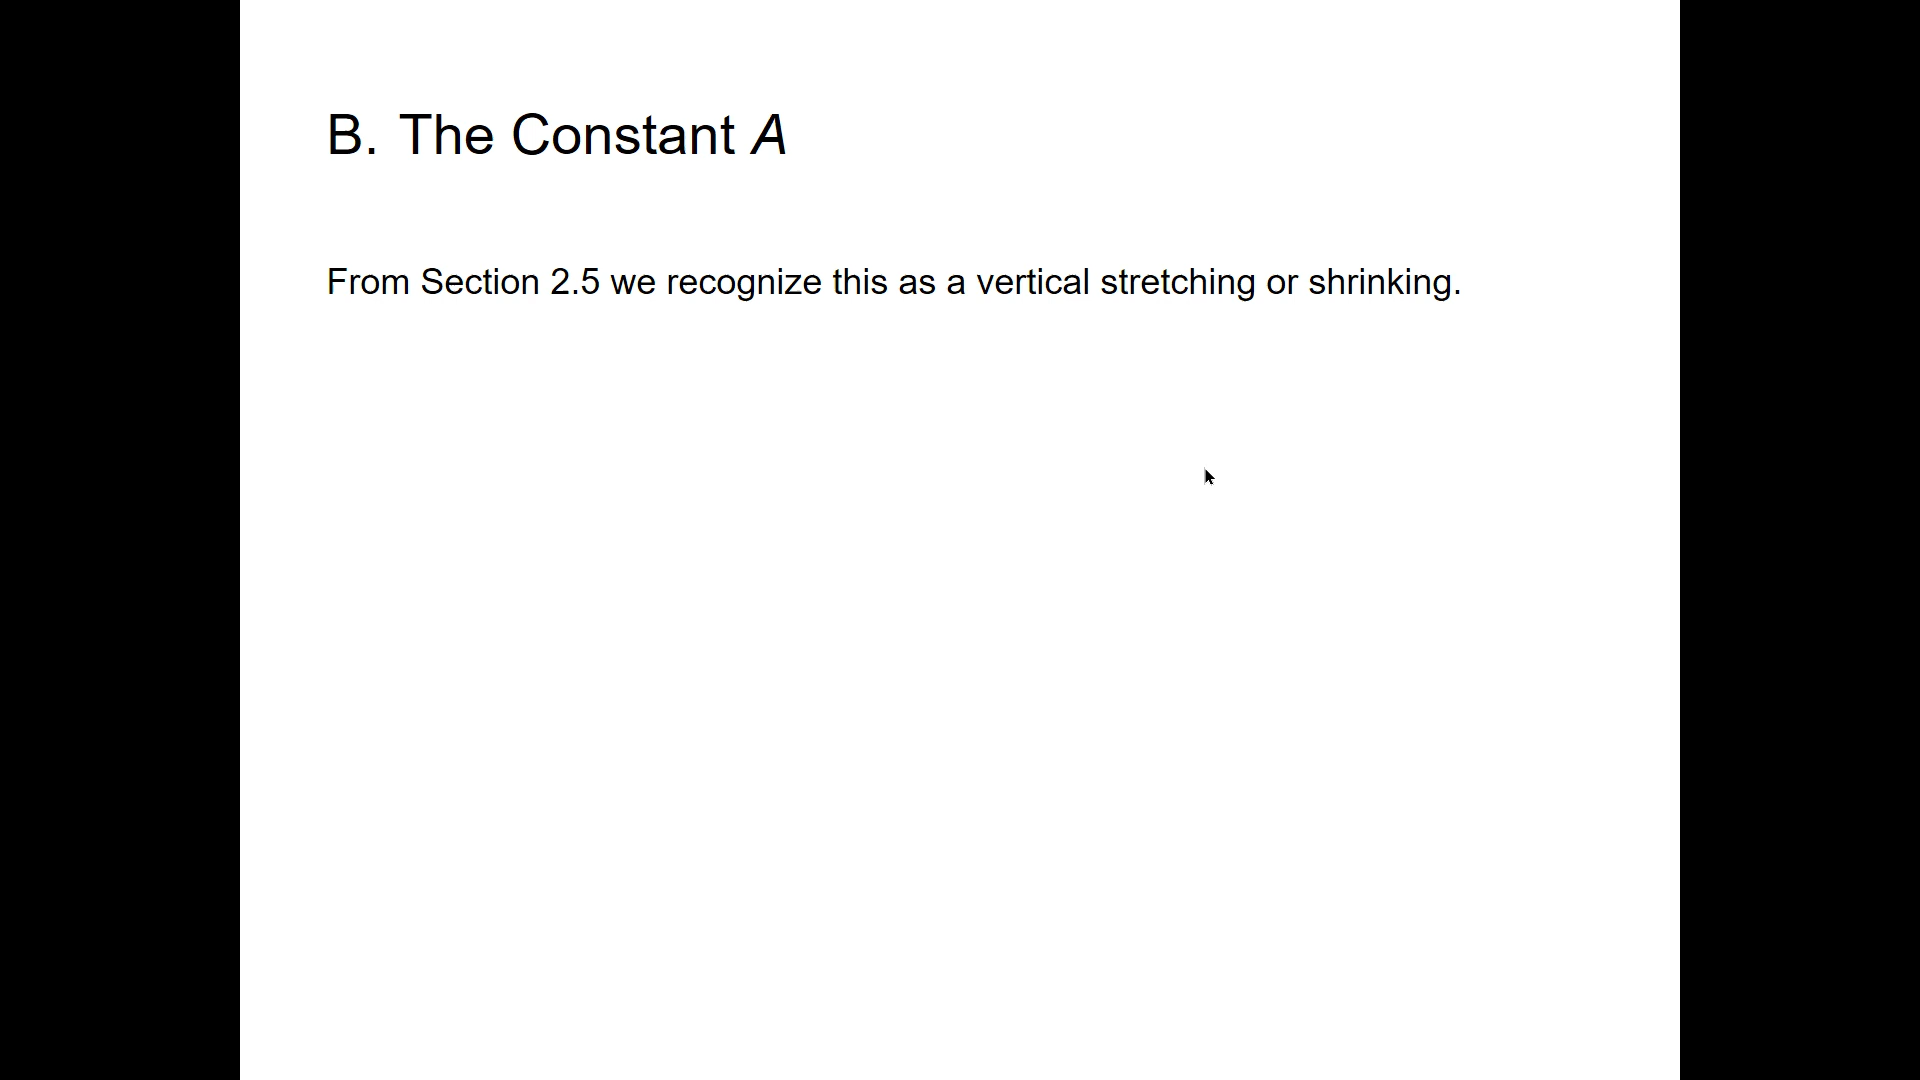 B. The Constant A
From Section 2.5 we recognize this as a vertical stretching or shrinking.